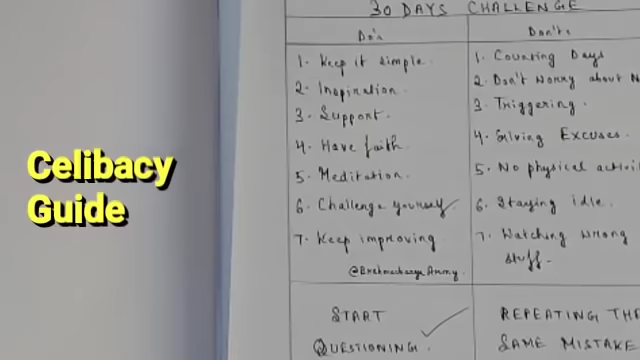 Celibacy
Guide
30 DAYS CHALLENGE
Do's
1. Keep it simple.
2. Inspiration.
3. Support.
4. Have faith.
5. Meditation.
6. Challenge yourself
7. Keep improving
@Brahmacharya Army.
START
QUESTIONING.
Don'ts
1. Counting Days
2. Don't Worry about
3. Triggering.
4. Giving Excuses.
5. No physical
6. Staying Idle.
7. Watching wrong
stuff.
REPEATING THE
SAME MISTAKE